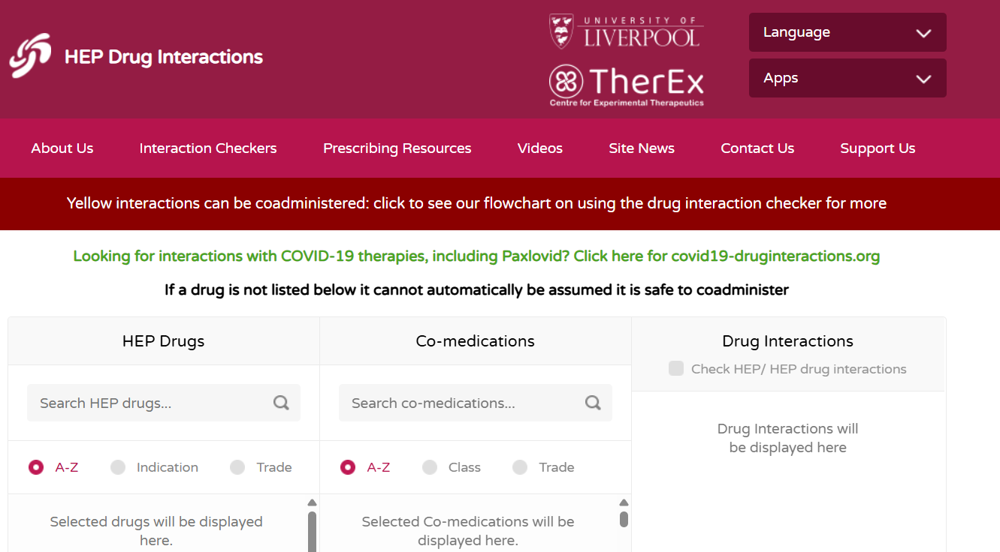 HEP Drug Interactions
UNIVERSITY OF
LIVERPOOL
TherEx
Centre for Experimental Therapeutics
Language
Apps
About Us
Interaction Checkers
Prescribing Resources
Videos
Site News
Contact Us
Support Us
Yellow interactions can be coadministered: click to see our flowchart on using the drug interaction checker for more
Looking for interactions with COVID-19 therapies, including Paxlovid? Click here for covid19-druginteractions.org
If a drug is not listed below it cannot automatically be assumed it is safe to coadminister
HEP Drugs
Search HEP drugs...
A-Z
Indication
Trade
Selected drugs will be displayed
here.
Co-medications
Search co-medications...
A-Z
Class
Trade
Selected Co-medications will be
displayed here.
Drug Interactions
Check HEP/ HEP drug interactions
Drug Interactions will
be displayed here